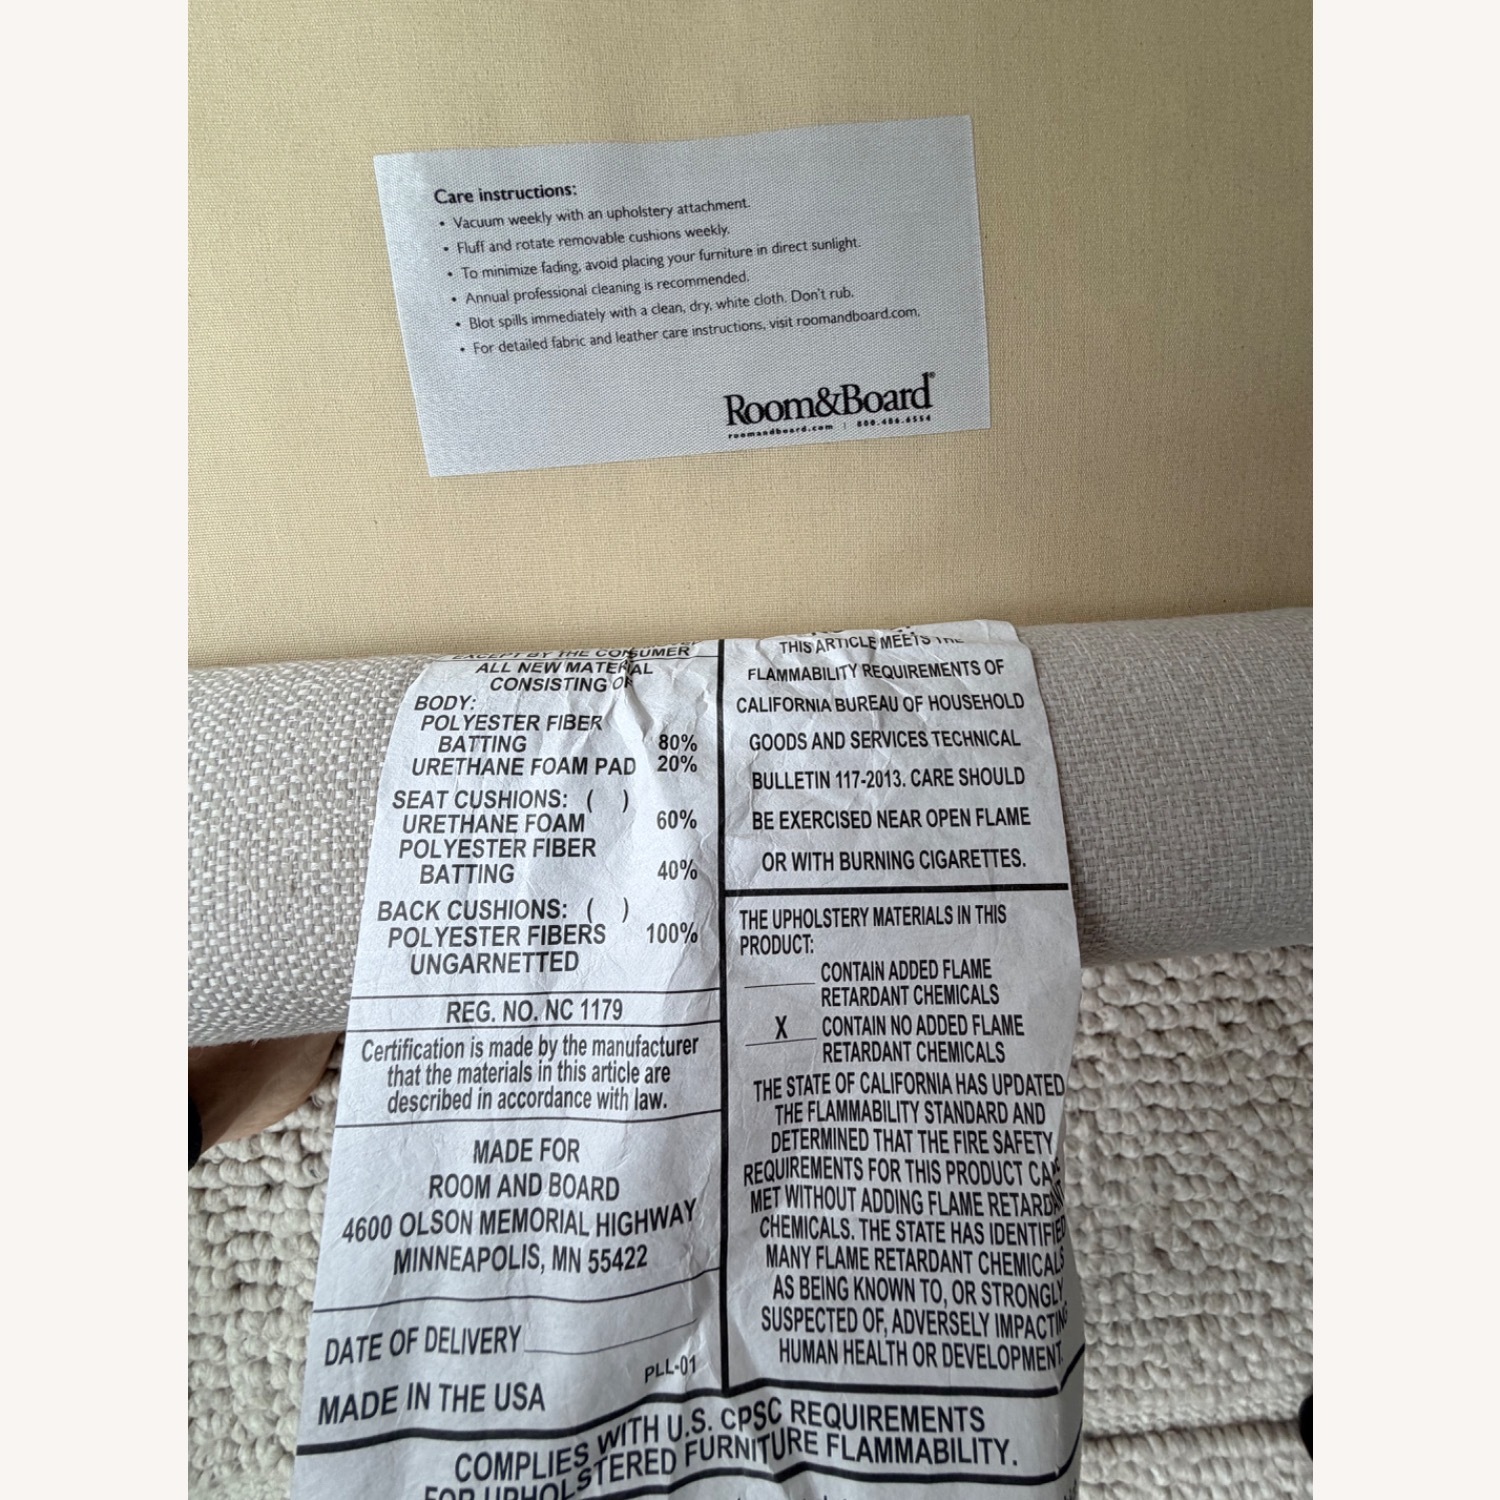 Care instructions:
• Vacuum weekly with an upholstery attachment.
• Fluff and rotate removable cushions weekly.
• To minimize fading, avoid placing your furniture in direct sunlight.
• Annual professional cleaning is recommended.
• Blot spills immediately with a clean, dry, white cloth. Don't rub.
• For detailed fabric and leather care instructions, visit roomandboard.com.
Room&Board®
roomandboard.com | 800.486.6554
EXCEPT BY THE CONSUMER
ALL NEW MATERIAL
CONSISTING OF
BODY:
POLYESTER FIBER
BATTING 80%
URETHANE FOAM PAD 20%
SEAT CUSHIONS: ( )
URETHANE FOAM 60%
POLYESTER FIBER
BATTING 40%
BACK CUSHIONS: ( )
POLYESTER FIBERS 100%
UNGARNETTED
REG. NO. NC 1179
Certification is made by the manufacturer
that the materials in this article are
described in accordance with law.
MADE FOR
ROOM AND BOARD
4600 OLSON MEMORIAL HIGHWAY
MINNEAPOLIS, MN 55422
DATE OF DELIVERY
PLL-01
MADE IN THE USA
THIS ARTICLE MEETS THE
FLAMMABILITY REQUIREMENTS OF
CALIFORNIA BUREAU OF HOUSEHOLD
GOODS AND SERVICES TECHNICAL
BULLETIN 117-2013. CARE SHOULD
BE EXERCISED NEAR OPEN FLAME
OR WITH BURNING CIGARETTES.
THE UPHOLSTERY MATERIALS IN THIS
PRODUCT:
CONTAIN ADDED FLAME
RETARDANT CHEMICALS
X CONTAIN NO ADDED FLAME
RETARDANT CHEMICALS
THE STATE OF CALIFORNIA HAS UPDATED
THE FLAMMABILITY STANDARD AND
DETERMINED THAT THE FIRE SAFETY
REQUIREMENTS FOR THIS PRODUCT CAN BE
MET WITHOUT ADDING FLAME RETARDANT
CHEMICALS. THE STATE HAS IDENTIFIED
MANY FLAME RETARDANT CHEMICALS
AS BEING KNOWN TO, OR STRONGLY
SUSPECTED OF, ADVERSELY IMPACTING
HUMAN HEALTH OR DEVELOPMENT.
COMPLIES WITH U.S. CPSC REQUIREMENTS
FOR UPHOLSTERED FURNITURE FLAMMABILITY.
FOR UPHOL